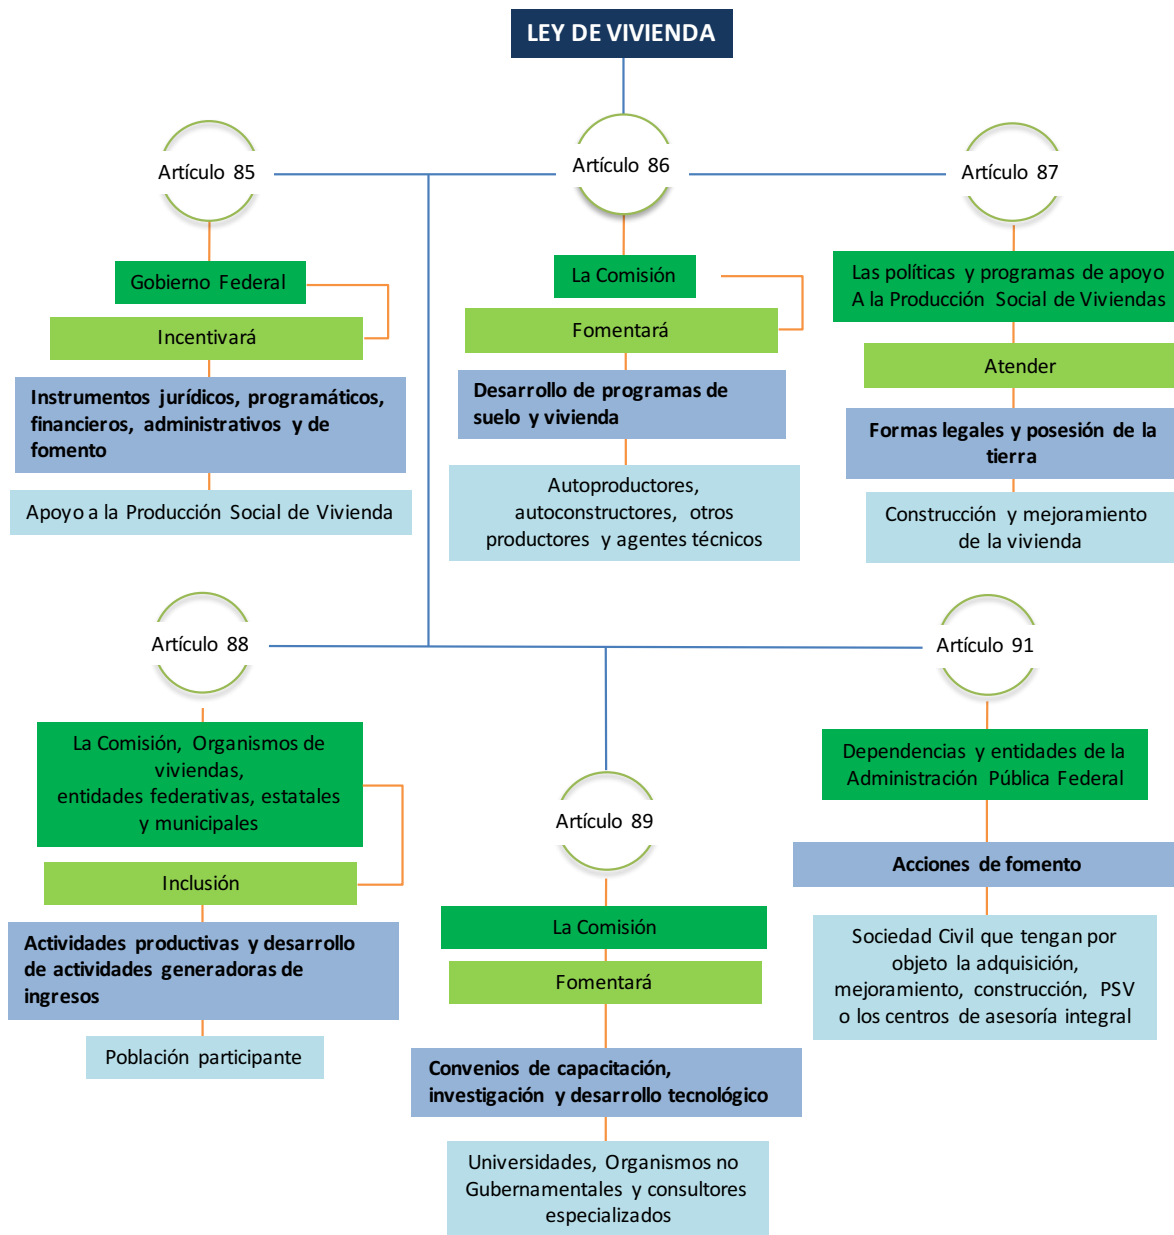 LEY DE VIVIENDA
Artículo 85
Gobierno Federal
Incentivará
Instrumentos jurídicos, programáticos,
financieros, administrativos y de
fomento
Apoyo a la Producción Social de Vivienda
Artículo 86
La Comisión
Fomentará
Desarrollo de programas de
suelo y vivienda
Autoproductores,
autoconstructores, otros
productores y agentes técnicos
Artículo 87
Las políticas y programas de apoyo
A la Producción Social de Viviendas
Atender
Formas legales y posesión de la
tierra
Construcción y mejoramiento
de la vivienda
Artículo 88
La Comisión, Organismos de
viviendas,
entidades federativas, estatales
y municipales
Inclusión
Actividades productivas y desarrollo
de actividades generadoras de
ingresos
Población participante
Artículo 89
La Comisión
Fomentará
Convenios de capacitación,
investigación y desarrollo tecnológico
Universidades, Organismos no
Gubernamentales y consultores
especializados
Artículo 91
Dependencias y entidades de la
Administración Pública Federal
Acciones de fomento
Sociedad Civil que tengan por
objeto la adquisición,
mejoramiento, construcción, PSV
o los centros de asesoría integral